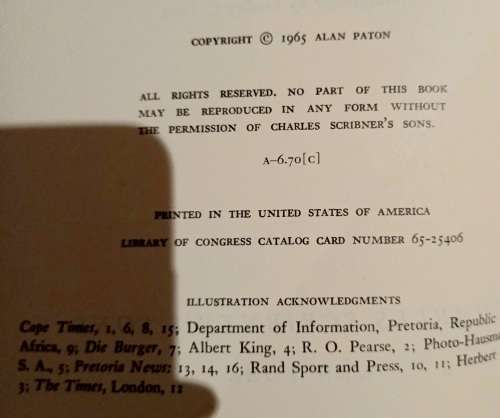 COPYRIGHT © 1965 ALAN PATON
ALL RIGHTS RESERVED. NO PART OF THIS BOOK
MAY BE REPRODUCED IN ANY FORM WITHOUT
THE PERMISSION OF CHARLES SCRIBNER'S SONS.
A–6.70[C]
PRINTED IN THE UNITED STATES OF AMERICA
LIBRARY OF CONGRESS CATALOG CARD NUMBER 65-25406
ILLUSTRATION ACKNOWLEDGMENTS
Cape Times, 1, 6, 8, 15; Department of Information, Pretoria, Republic
Africa, 9; Die Burger, 7; Albert King, 4; R. O. Pearse, 2; Photo-Hausm
S. A., 5; Pretoria News; 13, 14, 16; Rand Sport and Press, 10, 11; Herbert
3; The Times, London, 12